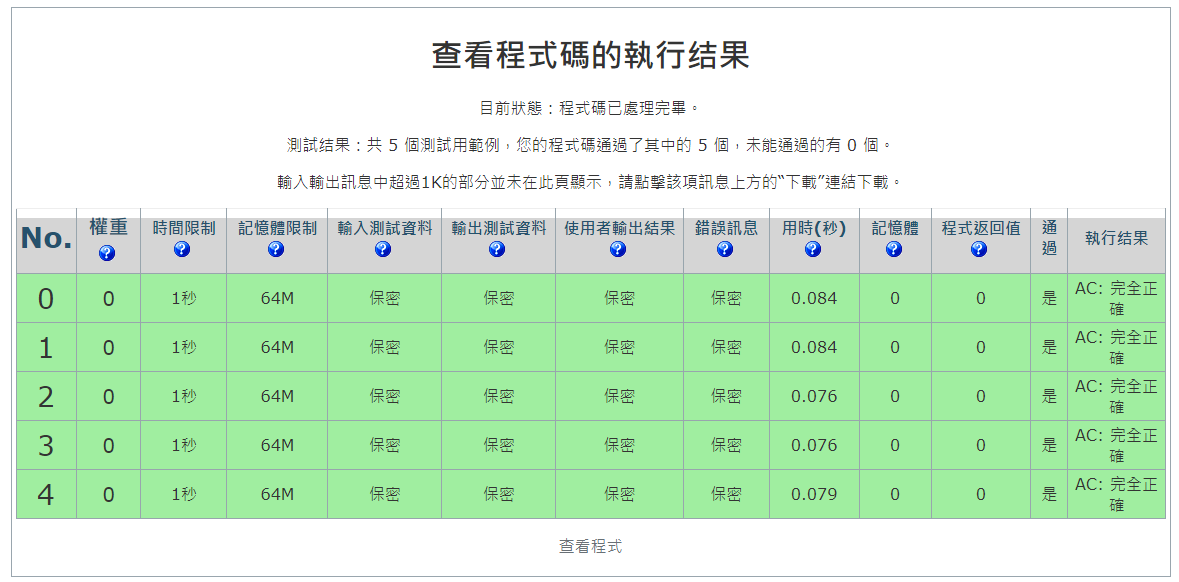 查看程式碼的執行结果
目前狀態：程式碼已處理完畢。
測試结果：共 5 個測試用範例，您的程式碼通過了其中的 5 個，未能通過的有 0 個。
輸入輸出訊息中超過1K的部分並未在此頁顯示，請點擊該項訊息上方的“下載”連結下載。
No. 權重 時間限制 記憶體限制 輸入測試資料 輸出測試資料 使用者輸出結果 錯誤訊息 用時(秒) 記憶體 程式返回值 通過 執行结果
0 0 1秒 64M 保密 保密 保密 保密 0.084 0 0 是 AC: 完全正確
1 0 1秒 64M 保密 保密 保密 保密 0.084 0 0 是 AC: 完全正確
2 0 1秒 64M 保密 保密 保密 保密 0.076 0 0 是 AC: 完全正確
3 0 1秒 64M 保密 保密 保密 保密 0.076 0 0 是 AC: 完全正確
4 0 1秒 64M 保密 保密 保密 保密 0.079 0 0 是 AC: 完全正確
查看程式